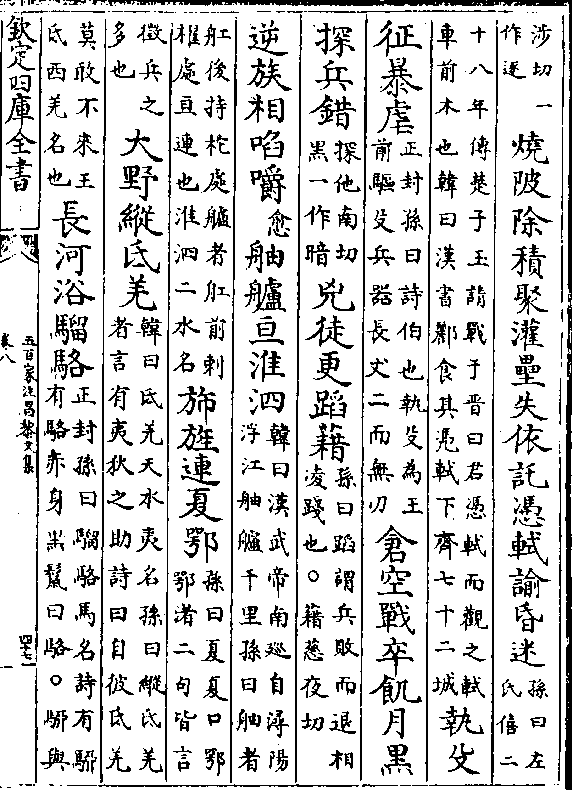 涉切一作逐燒陂除積聚灌壘失依託憑軾諭昏迷孫曰左氏僖二
十八年傳楚子玉請戰于晉曰君憑軾而觀之軾車前木也韓曰漢書酈食其憑軾下齊七十二城執殳
征暴虐正封孫曰詩伯也執殳為王前驅殳兵器長丈二而無刃倉空戰卒飢月黑
探兵錯探他南切黑一作暗兇徒更蹈藉孫曰蹈謂兵敗而退相凌踐也○藉慈夜切
逆族相啗嚼愈舳艫亘淮泗韓曰漢武帝南巡自潯陽浮江舳艫千里孫曰舳者
舡後持柁處艫者舡前刺櫂處亘連也淮泗二水名旆旌連夏鄂孫曰夏夏口鄂鄂渚二句皆言
徵兵之多也大野縱氐羌韓曰氐羌天水夷名孫曰縱氐羌者言有夷狄之助詩曰自彼氐羌
莫敢不來王氐西羌名也長河浴騮駱正封孫曰騮駱馬名詩有騮有駱赤身黑鬣曰駱○騮與
欽定四庫全書
五百家注昌黎文集
卷八